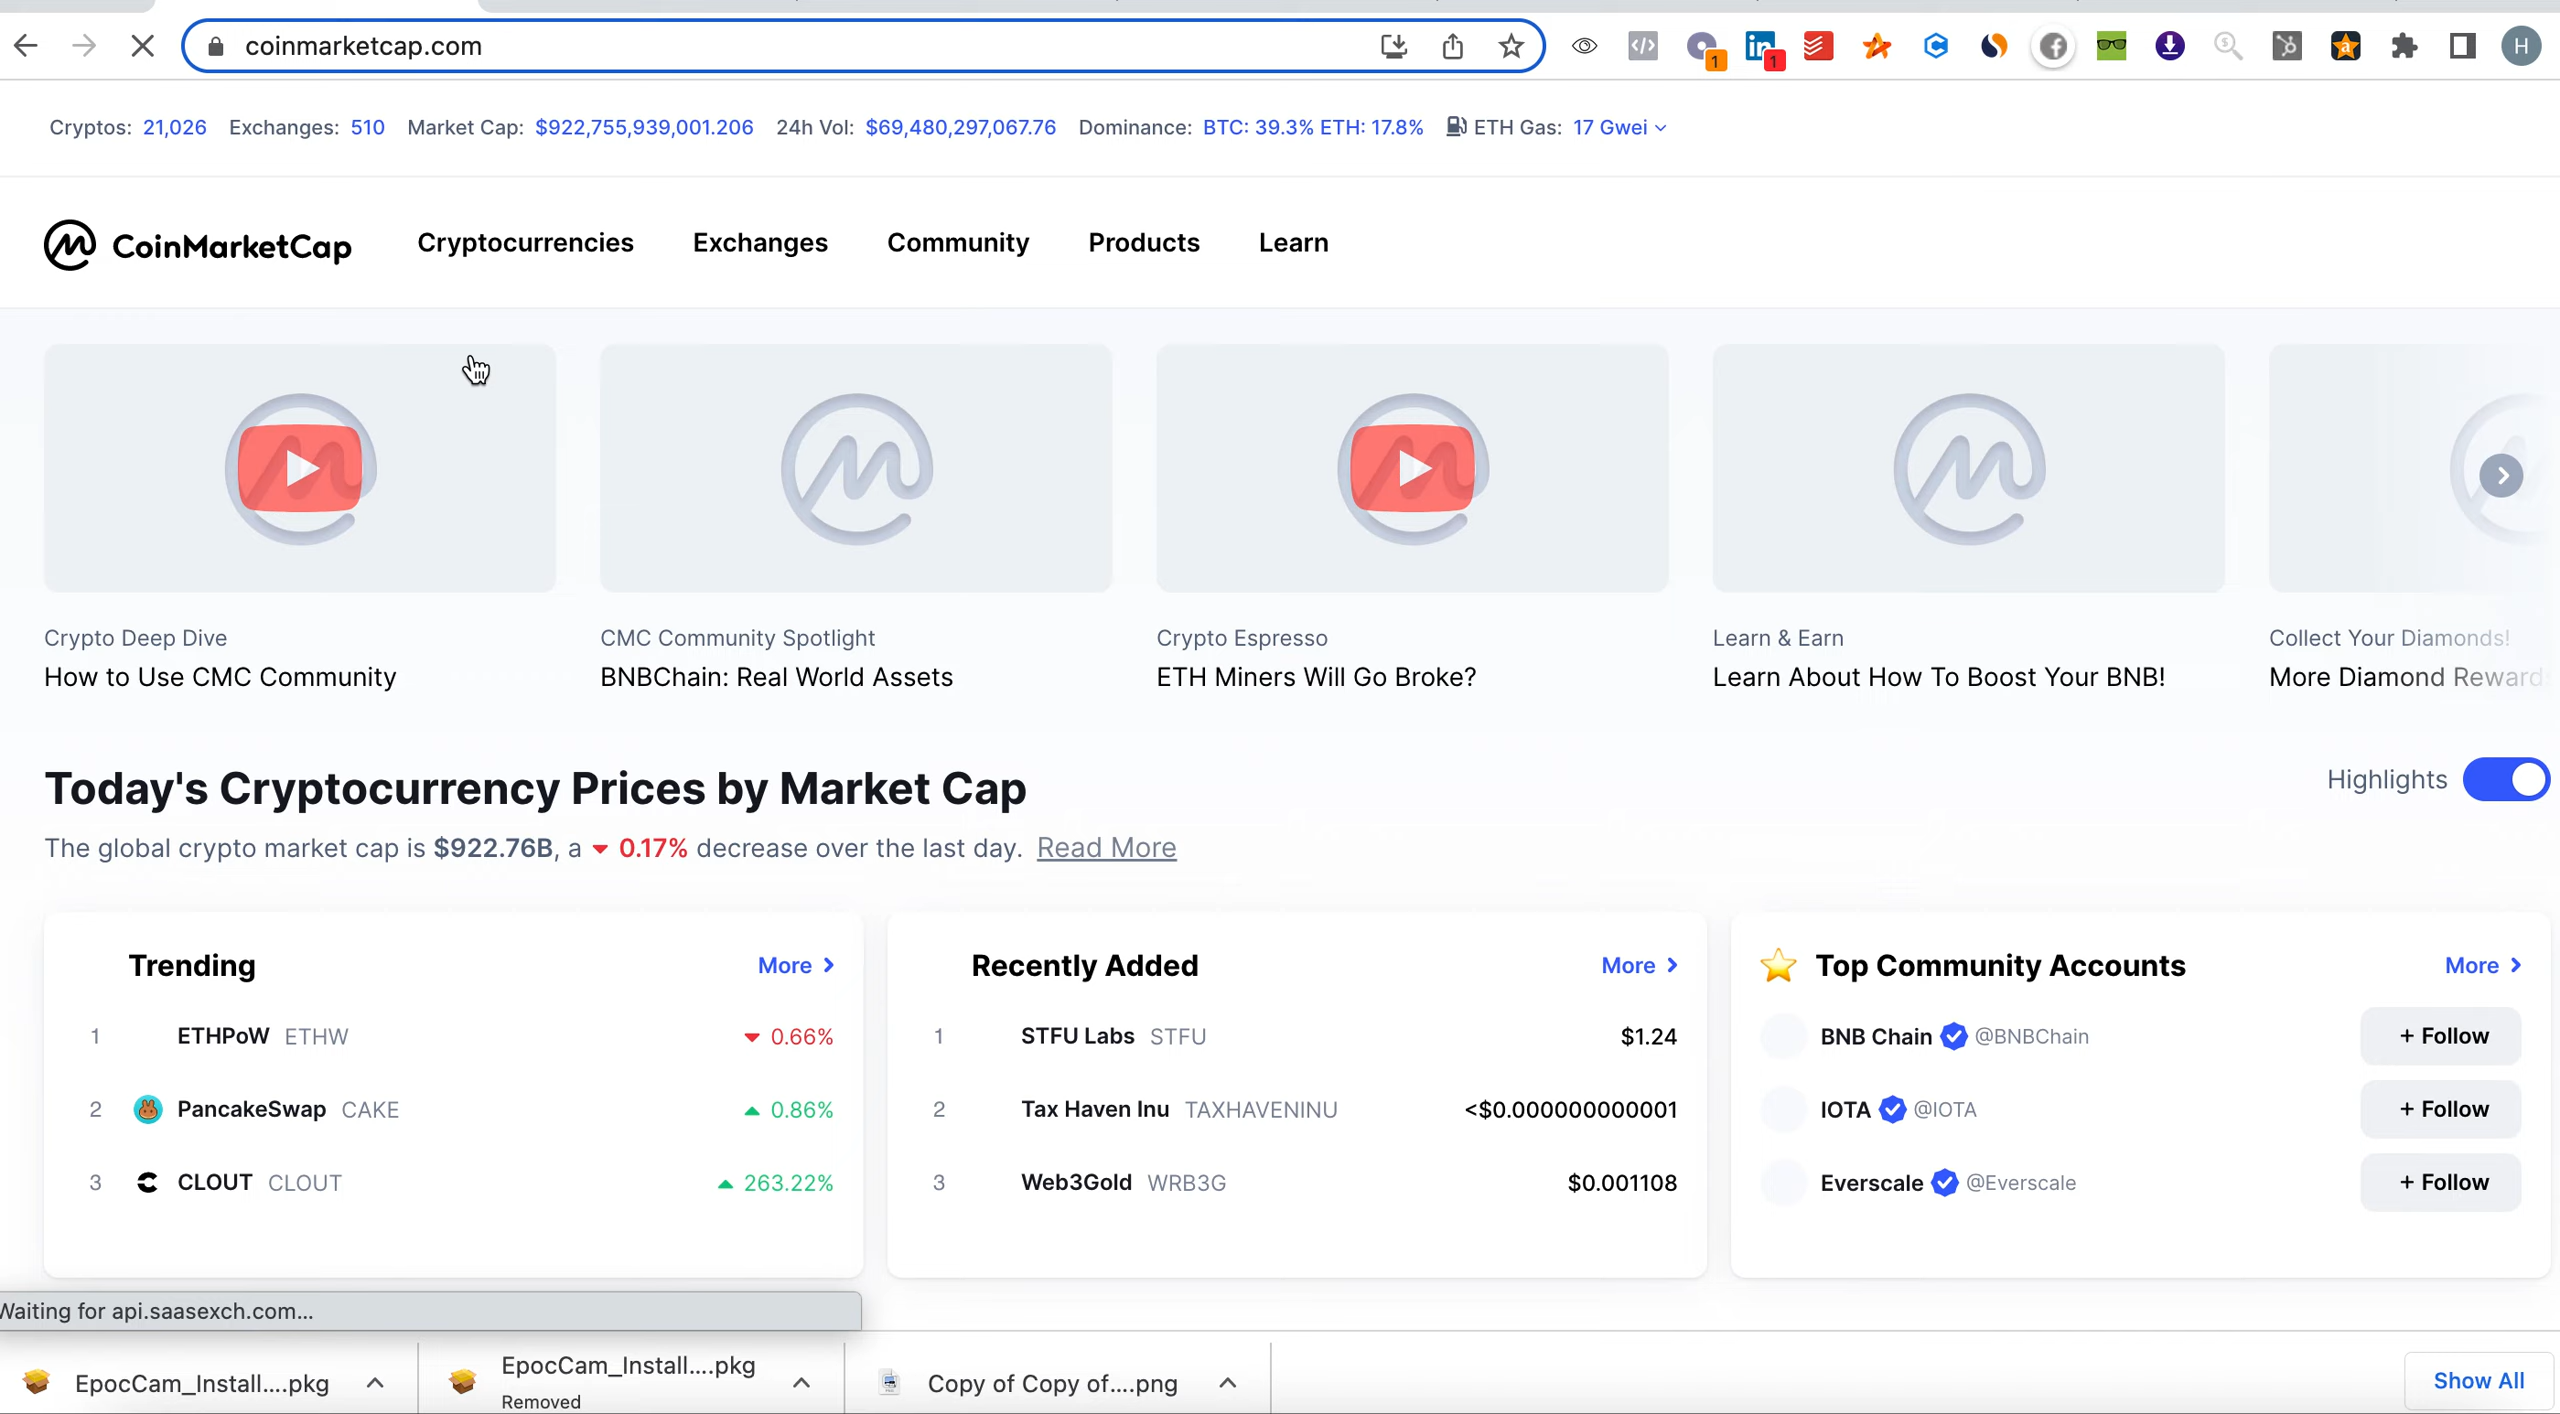 coinmarketcap.com
1
in
1
H
Cryptos: 21,026 Exchanges: 510 Market Cap: $922,755,939,001.206 24h Vol: $69,480,297,067.76 Dominance: BTC: 39.3% ETH: 17.8% ETH Gas: 17 Gwei
CoinMarketCap
Cryptocurrencies Exchanges Community Products Learn
Crypto Deep Dive
How to Use CMC Community
CMC Community Spotlight
BNBChain: Real World Assets
Crypto Espresso
ETH Miners Will Go Broke?
Learn & Earn
Learn About How To Boost Your BNB!
Collect Your Diamonds!
More Diamond Reward
Today's Cryptocurrency Prices by Market Cap
Highlights
The global crypto market cap is $922.76B, a 0.17% decrease over the last day. Read More
Trending More
1 ETHPoW ETHW 0.66%
2 PancakeSwap CAKE 0.86%
3 CLOUT CLOUT 263.22%
Recently Added More
1 STFU Labs STFU $1.24
2 Tax Haven Inu TAXHAVENINU <$0.000000000001
3 Web3Gold WRB3G $0.001108
Top Community Accounts More
BNB Chain @BNBChain + Follow
IOTA @IOTA + Follow
Everscale @Everscale + Follow
Waiting for api.saasexch.com...
EpocCam_Install....pkg
EpocCam_Install....pkg
Removed
Copy of Copy of....png
Show All